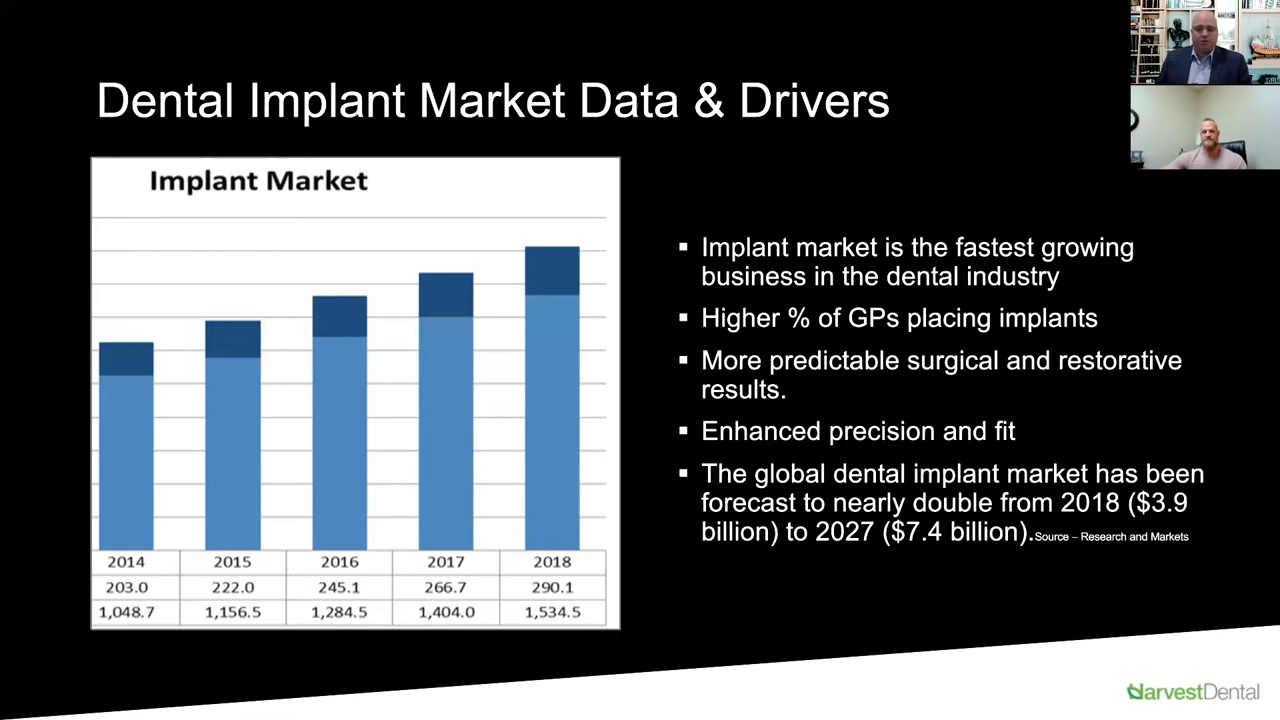 Dental Implant Market Data & Drivers
Implant Market
2014 2015 2016 2017 2018
203.0 222.0 245.1 266.7 290.1
1,048.7 1,156.5 1,284.5 1,404.0 1,534.5
▪ Implant market is the fastest growing
business in the dental industry
▪ Higher % of GPs placing implants
▪ More predictable surgical and restorative
results.
▪ Enhanced precision and fit
▪ The global dental implant market has been
forecast to nearly double from 2018 ($3.9
billion) to 2027 ($7.4 billion).Source – Research and Markets
HarvestDental